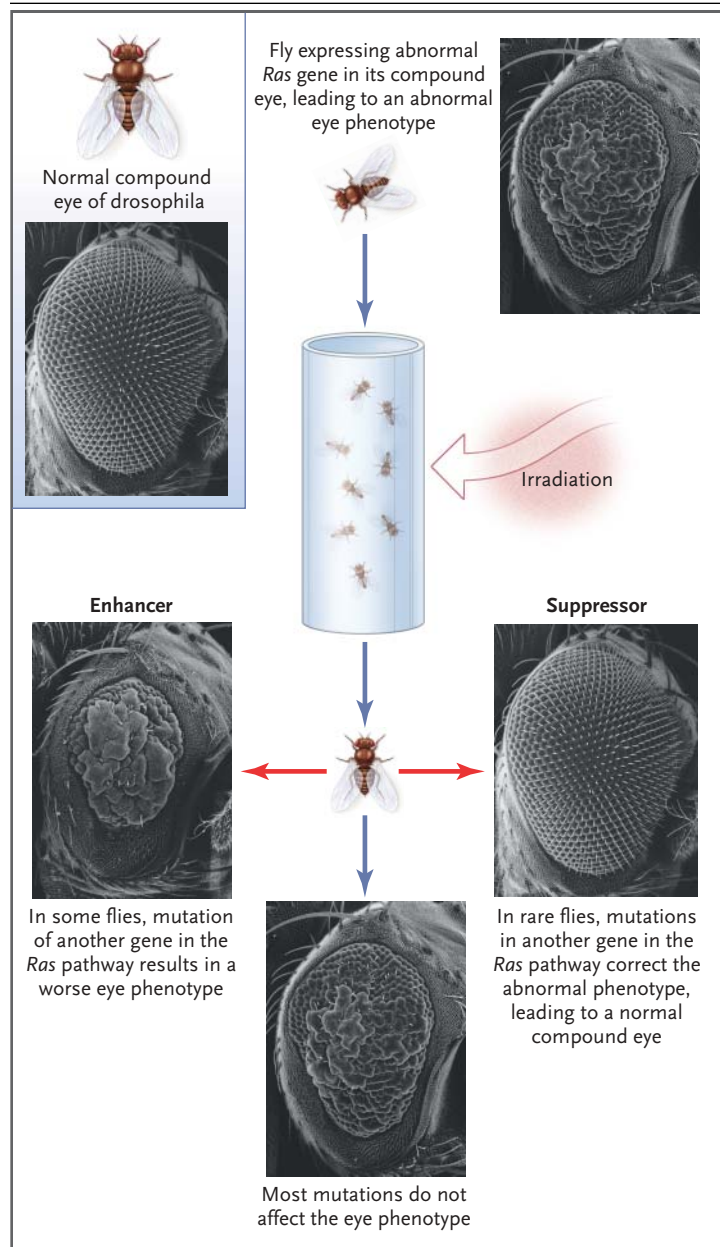 Normal compound
eye of drosophila
Fly expressing abnormal
Ras gene in its compound
eye, leading to an abnormal
eye phenotype
Irradiation
Enhancer
In some flies, mutation
of another gene in the
Ras pathway results in a
worse eye phenotype
Most mutations do not
affect the eye phenotype
Suppressor
In rare flies, mutations
in another gene in the
Ras pathway correct the
abnormal phenotype,
leading to a normal
compound eye